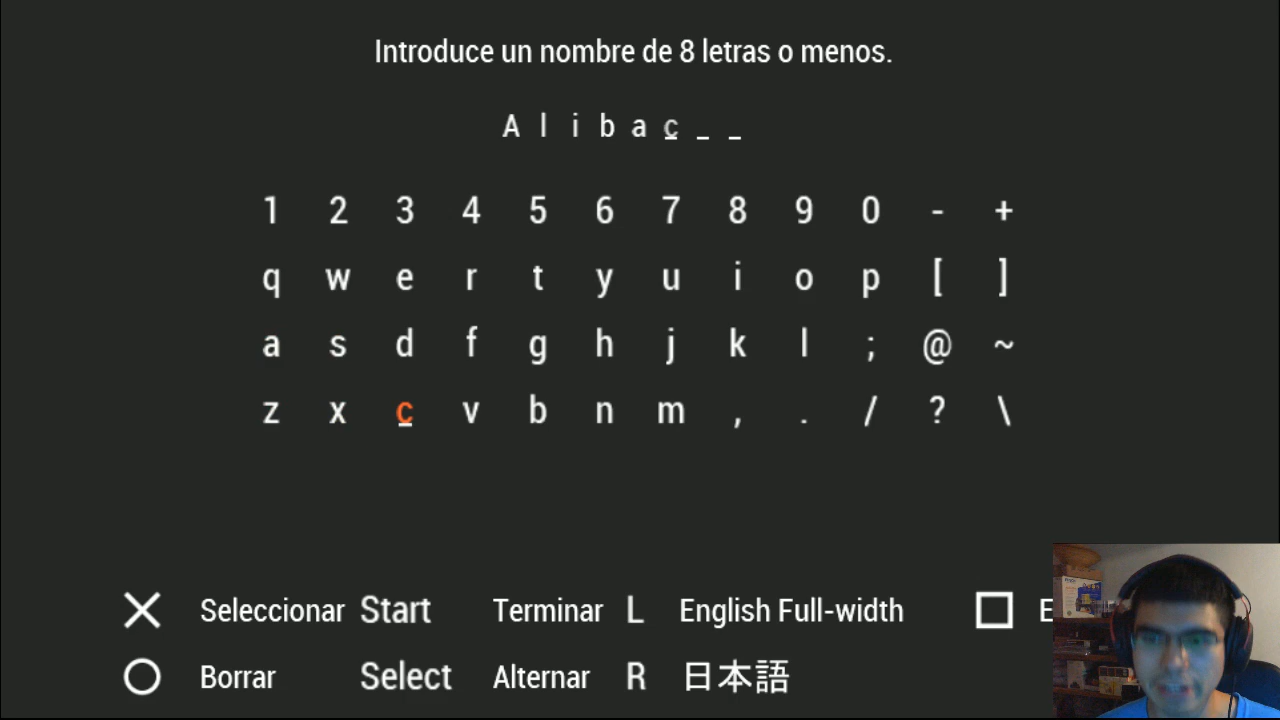 Introduce un nombre de 8 letras o menos.
A l i b a c _ _
1 2 3 4 5 6 7 8 9 0 - +
q w e r t y u i o p [ ]
a s d f g h j k l ; @ ~
z x c v b n m , . / ? \
Seleccionar Start Terminar L English Full-width E
Borrar Select Alternar R 日本語